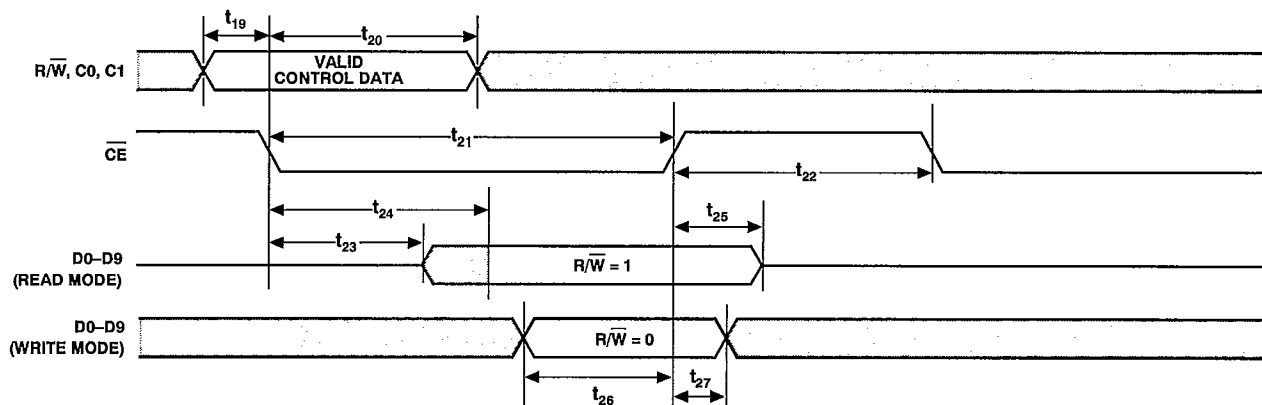 t19
t20
R/W̅, C0, C1
VALID
CONTROL DATA
t21
C̅E̅
t22
t24
t25
t23
D0–D9
(READ MODE)
R/W̅ = 1
D0–D9
(WRITE MODE)
R/W̅ = 0
t26
t27